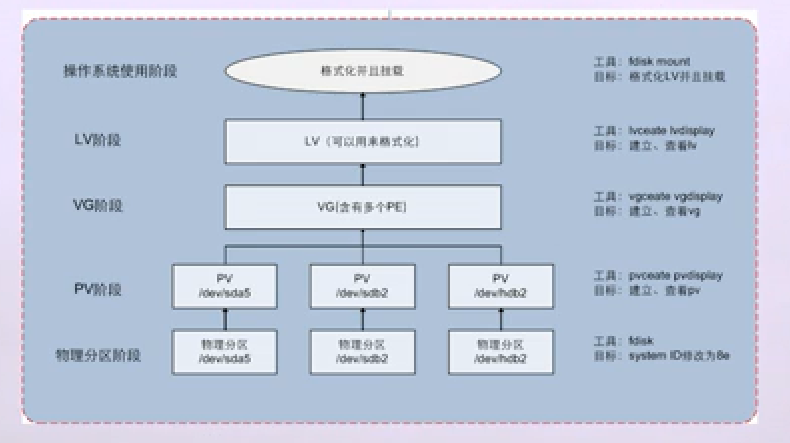 操作系统使用阶段
格式化并且挂载
工具：fdisk mount
目标：格式化LV并且挂载
LV阶段
LV（可以用来格式化）
工具：lvceate lvdisplay
目标：建立、查看lv
VG阶段
VG(含有多个PE)
工具：vgceate vgdisplay
目标：建立、查看vg
PV阶段
PV
/dev/sda5
PV
/dev/sdb2
PV
/dev/hdb2
工具：pvceate pvdisplay
目标：建立、查看pv
物理分区阶段
物理分区
/dev/sda5
物理分区
/dev/sdb2
物理分区
/dev/hdb2
工具：fdisk
目标：system ID修改为8e